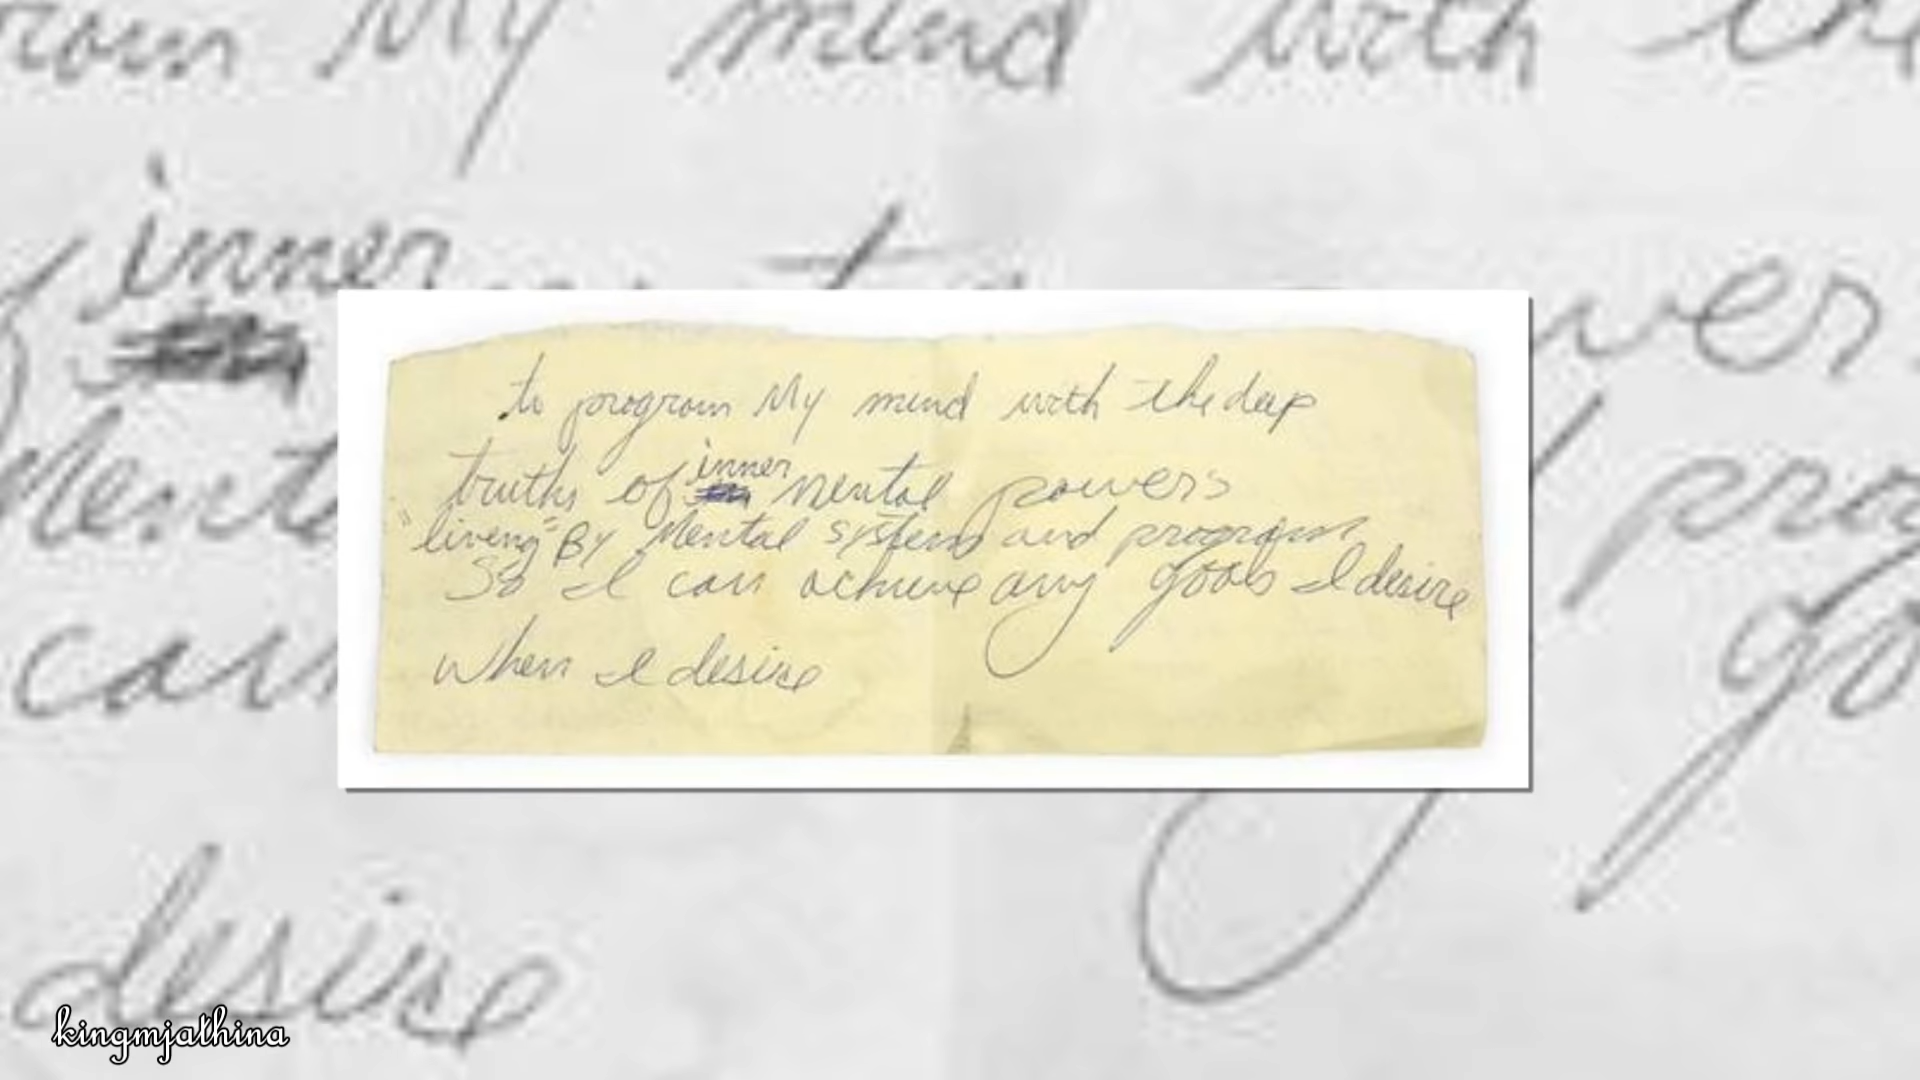 to program My mind with the deep
truths of inner mental powers
"living" By Mental systems and program
So I can achieve any goals I desire
When I desire
kingmjathina